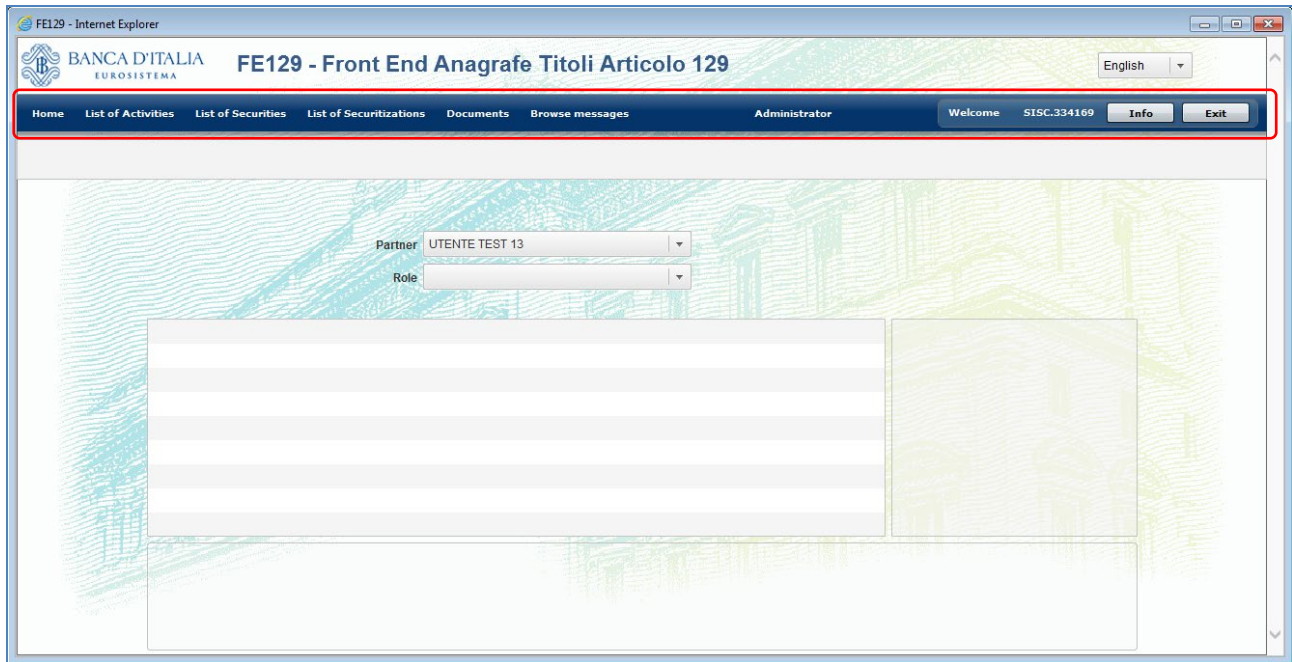 FE129 - Internet Explorer
BANCA D'ITALIA
EUROSISTEMA
FE129 - Front End Anagrafe Titoli Articolo 129
English
Home List of Activities List of Securities List of Securitizations Documents Browse messages Administrator Welcome SISC.334169 Info Exit
Partner UTENTE TEST 13
Role